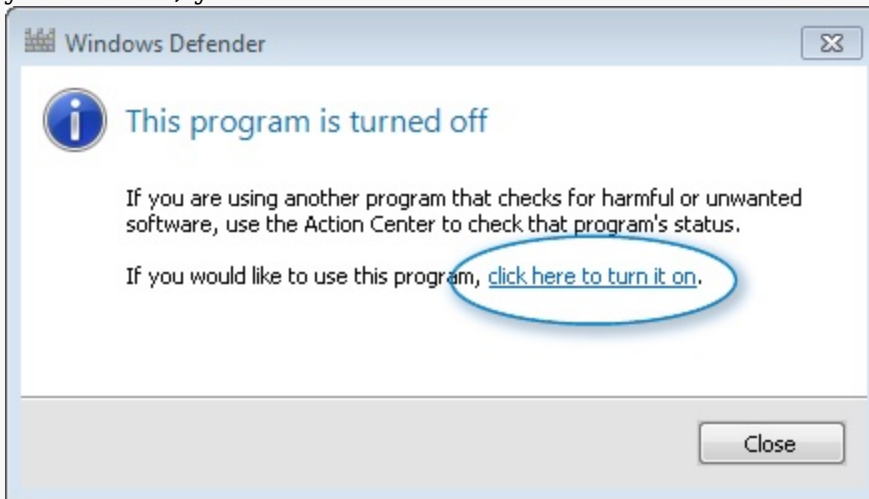 Windows Defender
This program is turned off
If you are using another program that checks for harmful or unwanted
software, use the Action Center to check that program's status.
If you would like to use this program, click here to turn it on.
Close